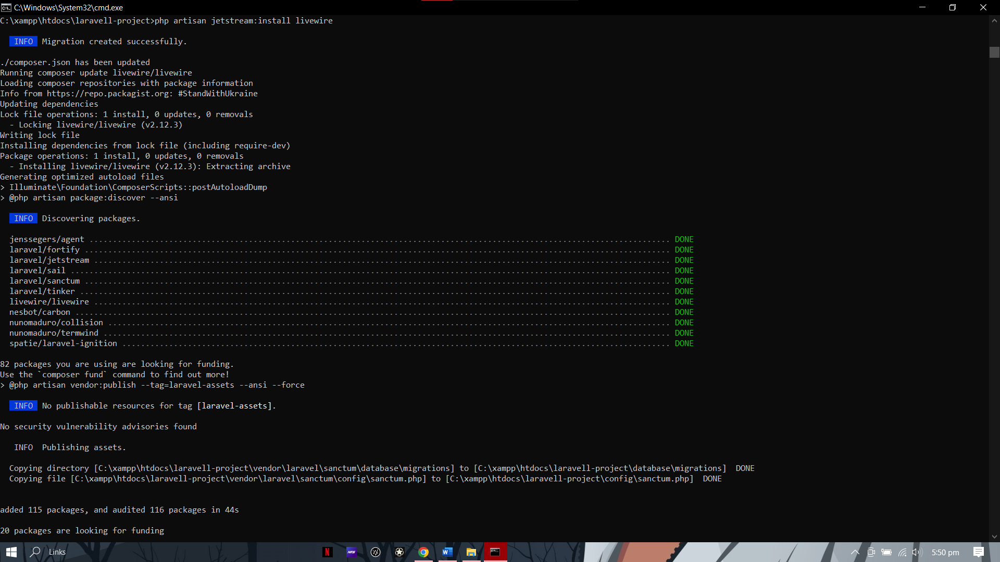 C:\Windows\System32\cmd.exe
C:\xampp\htdocs\laravell-project>php artisan jetstream:install livewire
INFO Migration created successfully.
./composer.json has been updated
Running composer update livewire/livewire
Loading composer repositories with package information
Info from https://repo.packagist.org: #StandWithUkraine
Updating dependencies
Lock file operations: 1 install, 0 updates, 0 removals
- Locking livewire/livewire (v2.12.3)
Writing lock file
Installing dependencies from lock file (including require-dev)
Package operations: 1 install, 0 updates, 0 removals
- Installing livewire/livewire (v2.12.3): Extracting archive
Generating optimized autoload files
> Illuminate\Foundation\ComposerScripts::postAutoloadDump
> @php artisan package:discover --ansi
INFO Discovering packages.
jenssegers/agent ........................................ DONE
laravel/fortify ........................................ DONE
laravel/jetstream ........................................ DONE
laravel/sail ........................................ DONE
laravel/sanctum ........................................ DONE
laravel/tinker ........................................ DONE
livewire/livewire ........................................ DONE
nesbot/carbon ........................................ DONE
nunomaduro/collision ........................................ DONE
nunomaduro/termwind ........................................ DONE
spatie/laravel-ignition ........................................ DONE
82 packages you are using are looking for funding.
Use the `composer fund` command to find out more!
> @php artisan vendor:publish --tag=laravel-assets --ansi --force
INFO No publishable resources for tag [laravel-assets].
No security vulnerability advisories found
INFO Publishing assets.
Copying directory [C:\xampp\htdocs\laravell-project\vendor\laravel\sanctum\database\migrations] to [C:\xampp\htdocs\laravell-project\database\migrations] DONE
Copying file [C:\xampp\htdocs\laravell-project\vendor\laravel\sanctum\config\sanctum.php] to [C:\xampp\htdocs\laravell-project\config\sanctum.php] DONE
added 115 packages, and audited 116 packages in 44s
20 packages are looking for funding
Links
5:50 pm